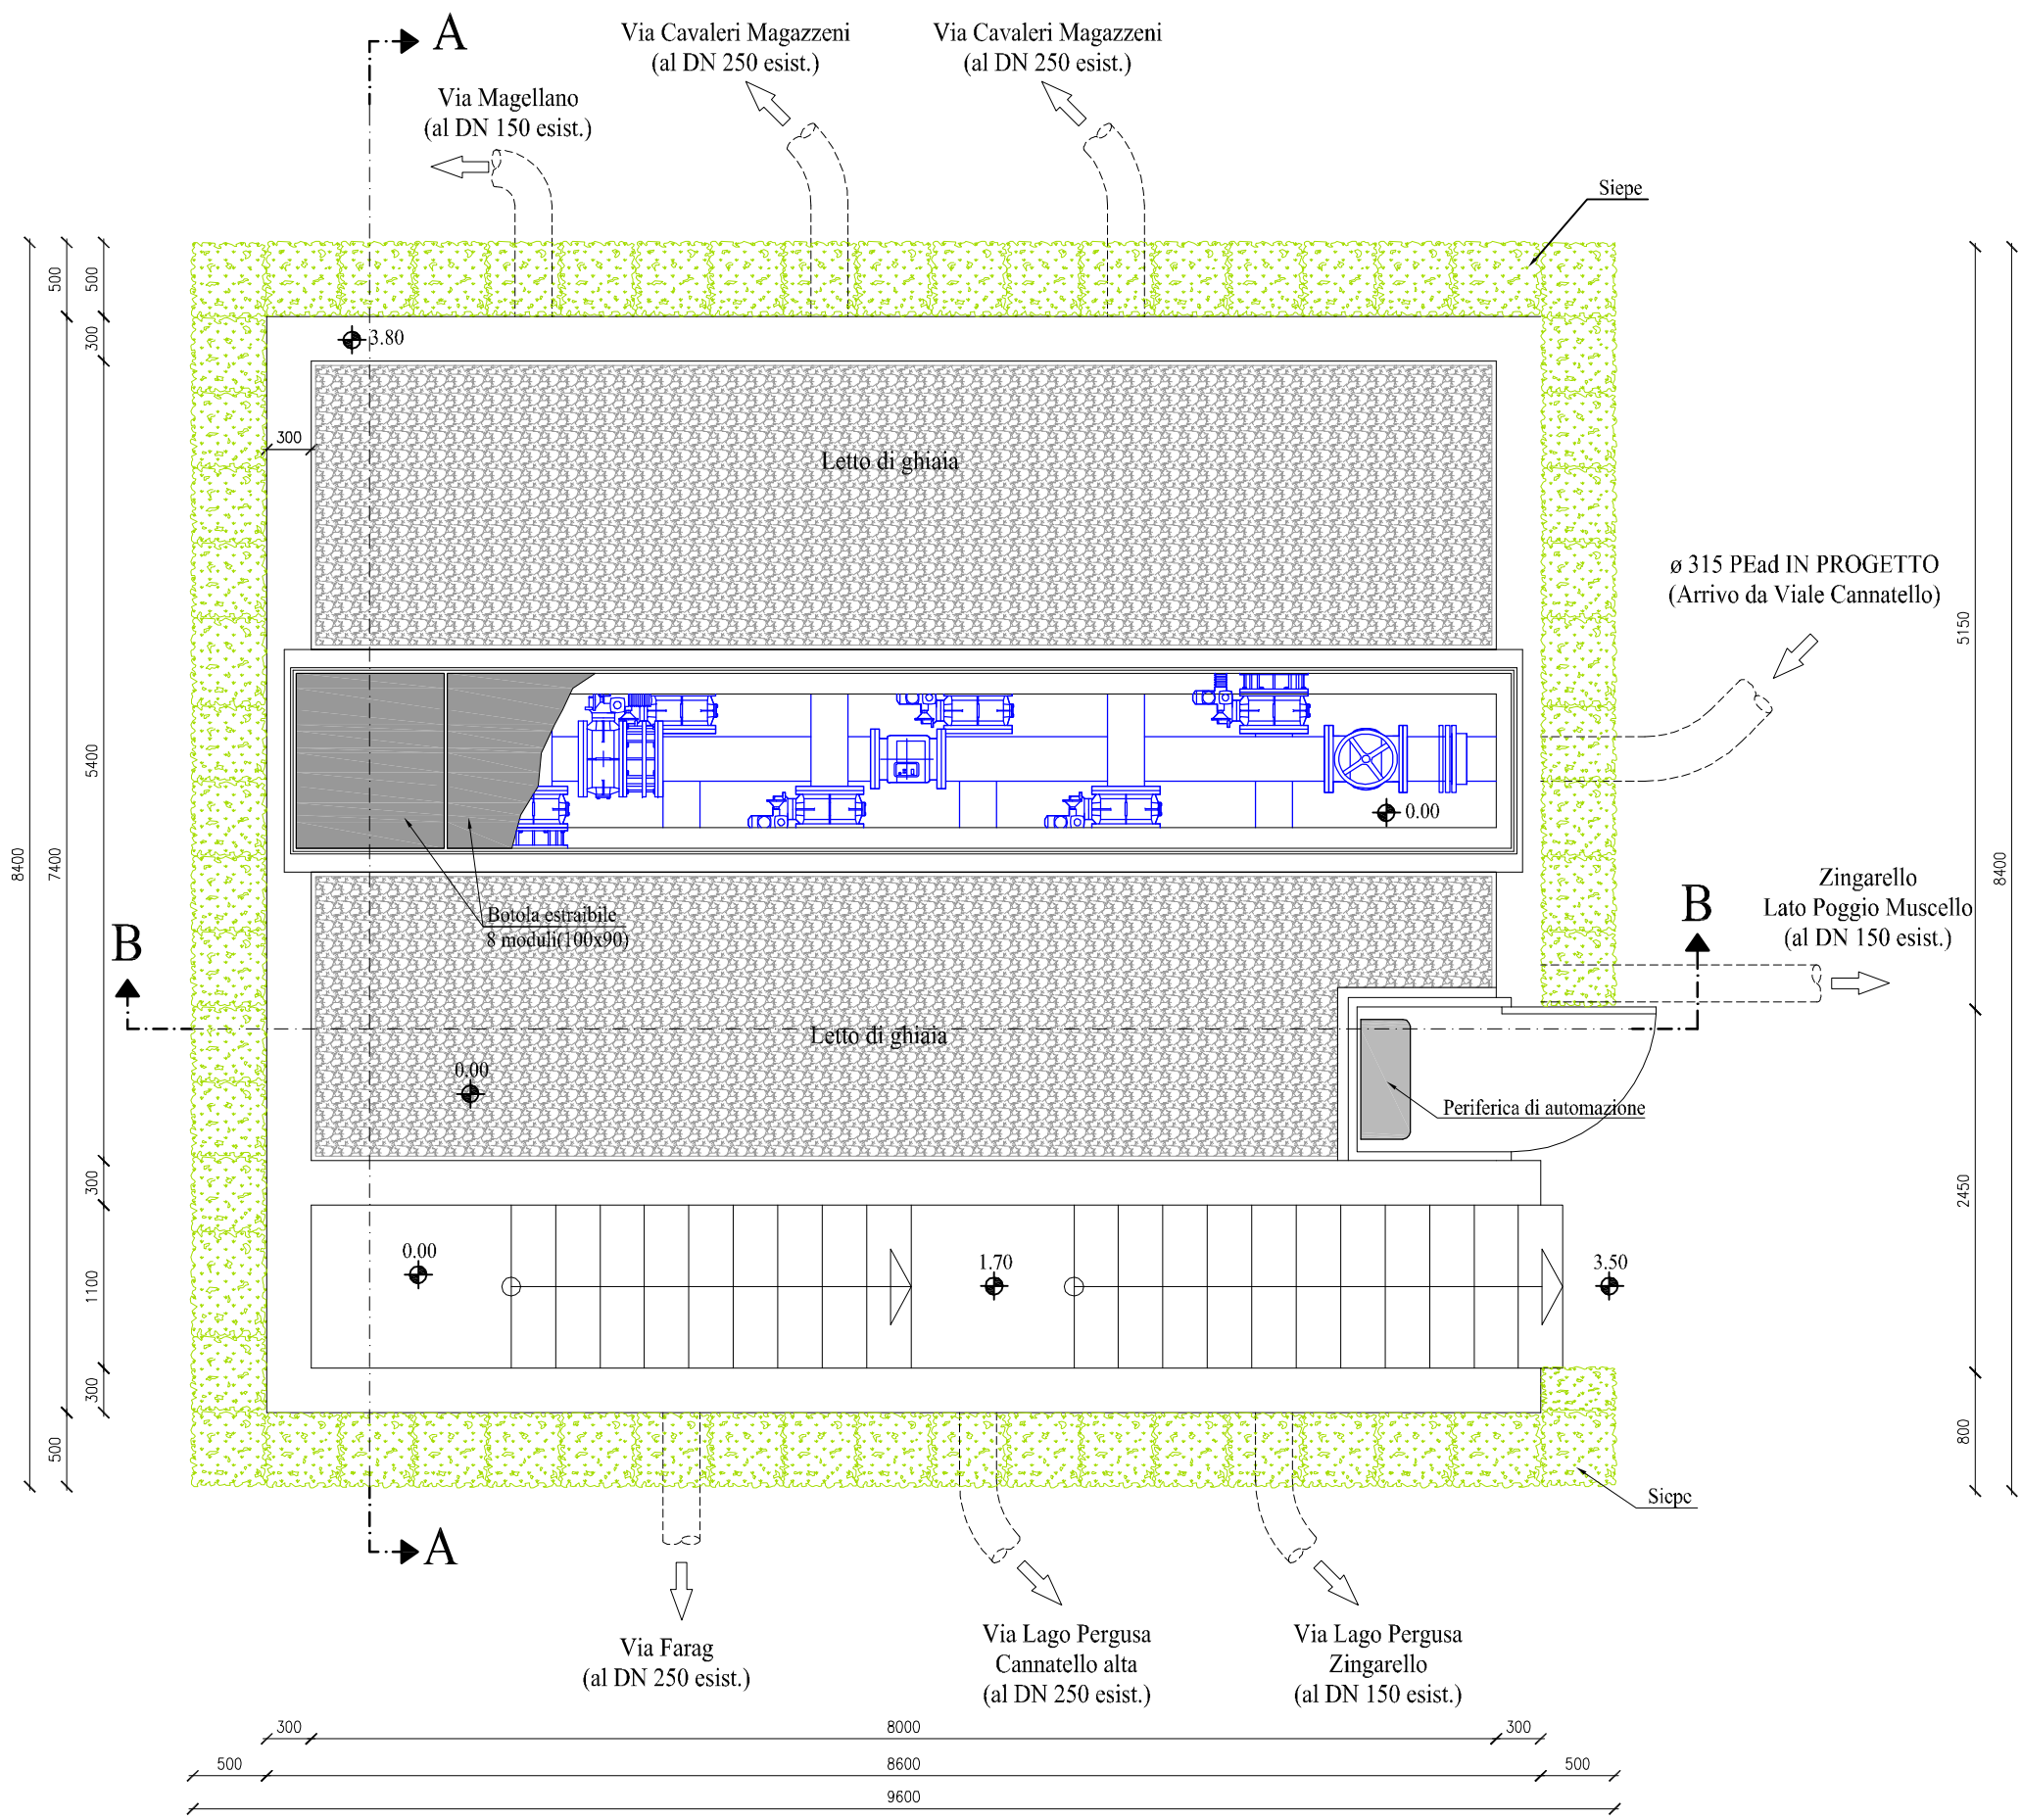 A
Via Cavaleri Magazzeni
(al DN 250 esist.)
Via Cavaleri Magazzeni
(al DN 250 esist.)
Via Magellano
(al DN 150 esist.)
Siepe
500
500
300
3.80
300
Letto di ghiaia
ø 315 PEad IN PROGETTO
(Arrivo da Viale Cannatello)
5150
5400
0.00
8400
7400
8400
Zingarello
Lato Poggio Muscello
(al DN 150 esist.)
B
B
Botola estraibile
8 moduli(100x90)
Letto di ghiaia
0.00
Periferica di automazione
300
2450
0.00
1.70
3.50
1100
300
800
500
Siepe
A
Via Farag
(al DN 250 esist.)
Via Lago Pergusa
Cannatello alta
(al DN 250 esist.)
Via Lago Pergusa
Zingarello
(al DN 150 esist.)
300
8000
300
500
8600
500
9600